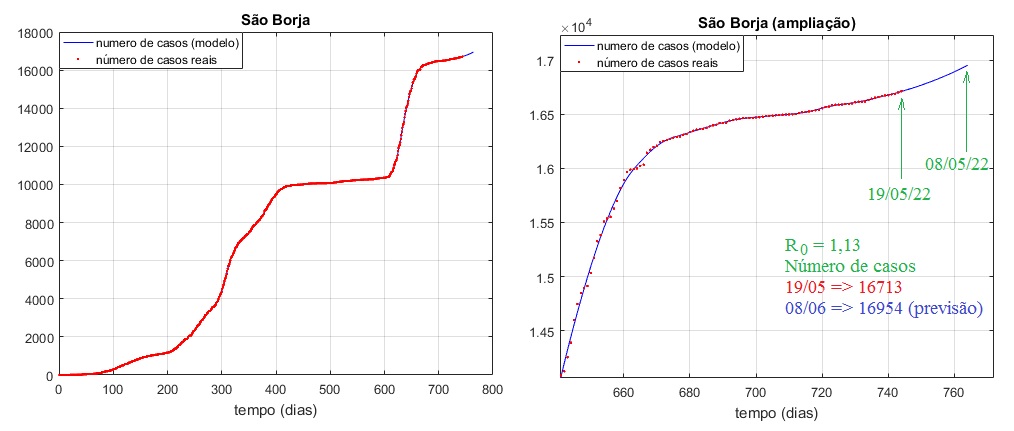 São Borja
numero de casos (modelo)
número de casos reais
18000
16000
14000
12000
10000
8000
6000
4000
2000
0
0 100 200 300 400 500 600 700 800
tempo (dias)
São Borja (ampliação)
×10⁴
numero de casos (modelo)
número de casos reais
1.7
1.65
1.6
1.55
1.5
1.45
08/05/22
19/05/22
R₀ = 1,13
Número de casos
19/05 => 16713
08/06 => 16954 (previsão)
660 680 700 720 740 760
tempo (dias)